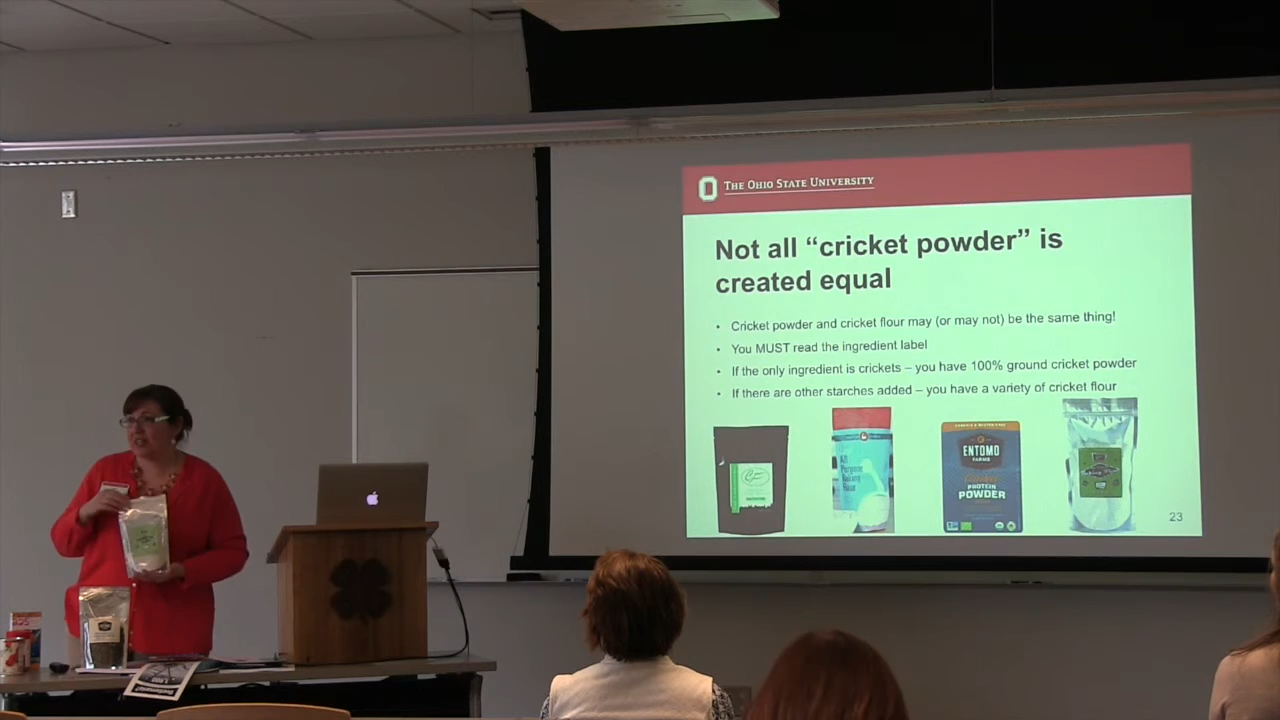 THE OHIO STATE UNIVERSITY
Not all “cricket powder” is
created equal
• Cricket powder and cricket flour may (or may not) be the same thing!
• You MUST read the ingredient label
• If the only ingredient is crickets – you have 100% ground cricket powder
• If there are other starches added – you have a variety of cricket flour
All
Purpose
Baking
Flour
ENTOMO
FARMS
PROTEIN
POWDER
23